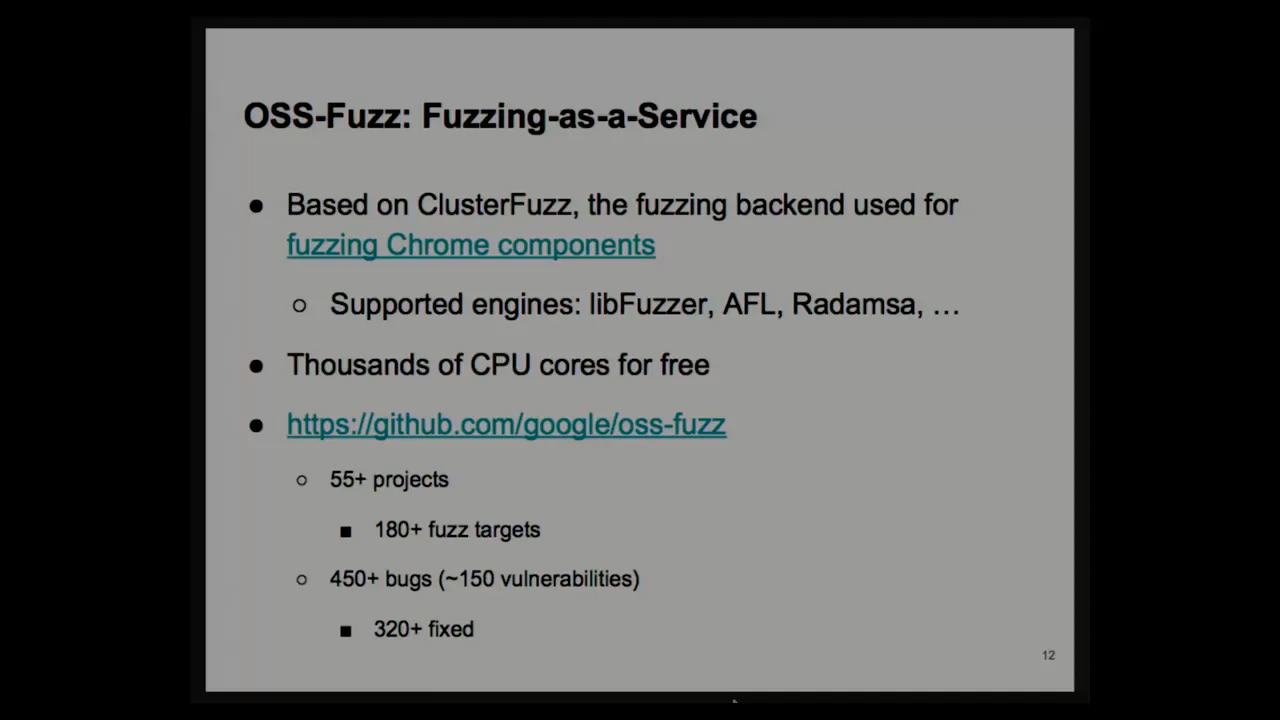 OSS-Fuzz: Fuzzing-as-a-Service
● Based on ClusterFuzz, the fuzzing backend used for
fuzzing Chrome components
○ Supported engines: libFuzzer, AFL, Radamsa, …
● Thousands of CPU cores for free
● https://github.com/google/oss-fuzz
○ 55+ projects
■ 180+ fuzz targets
○ 450+ bugs (~150 vulnerabilities)
■ 320+ fixed
12